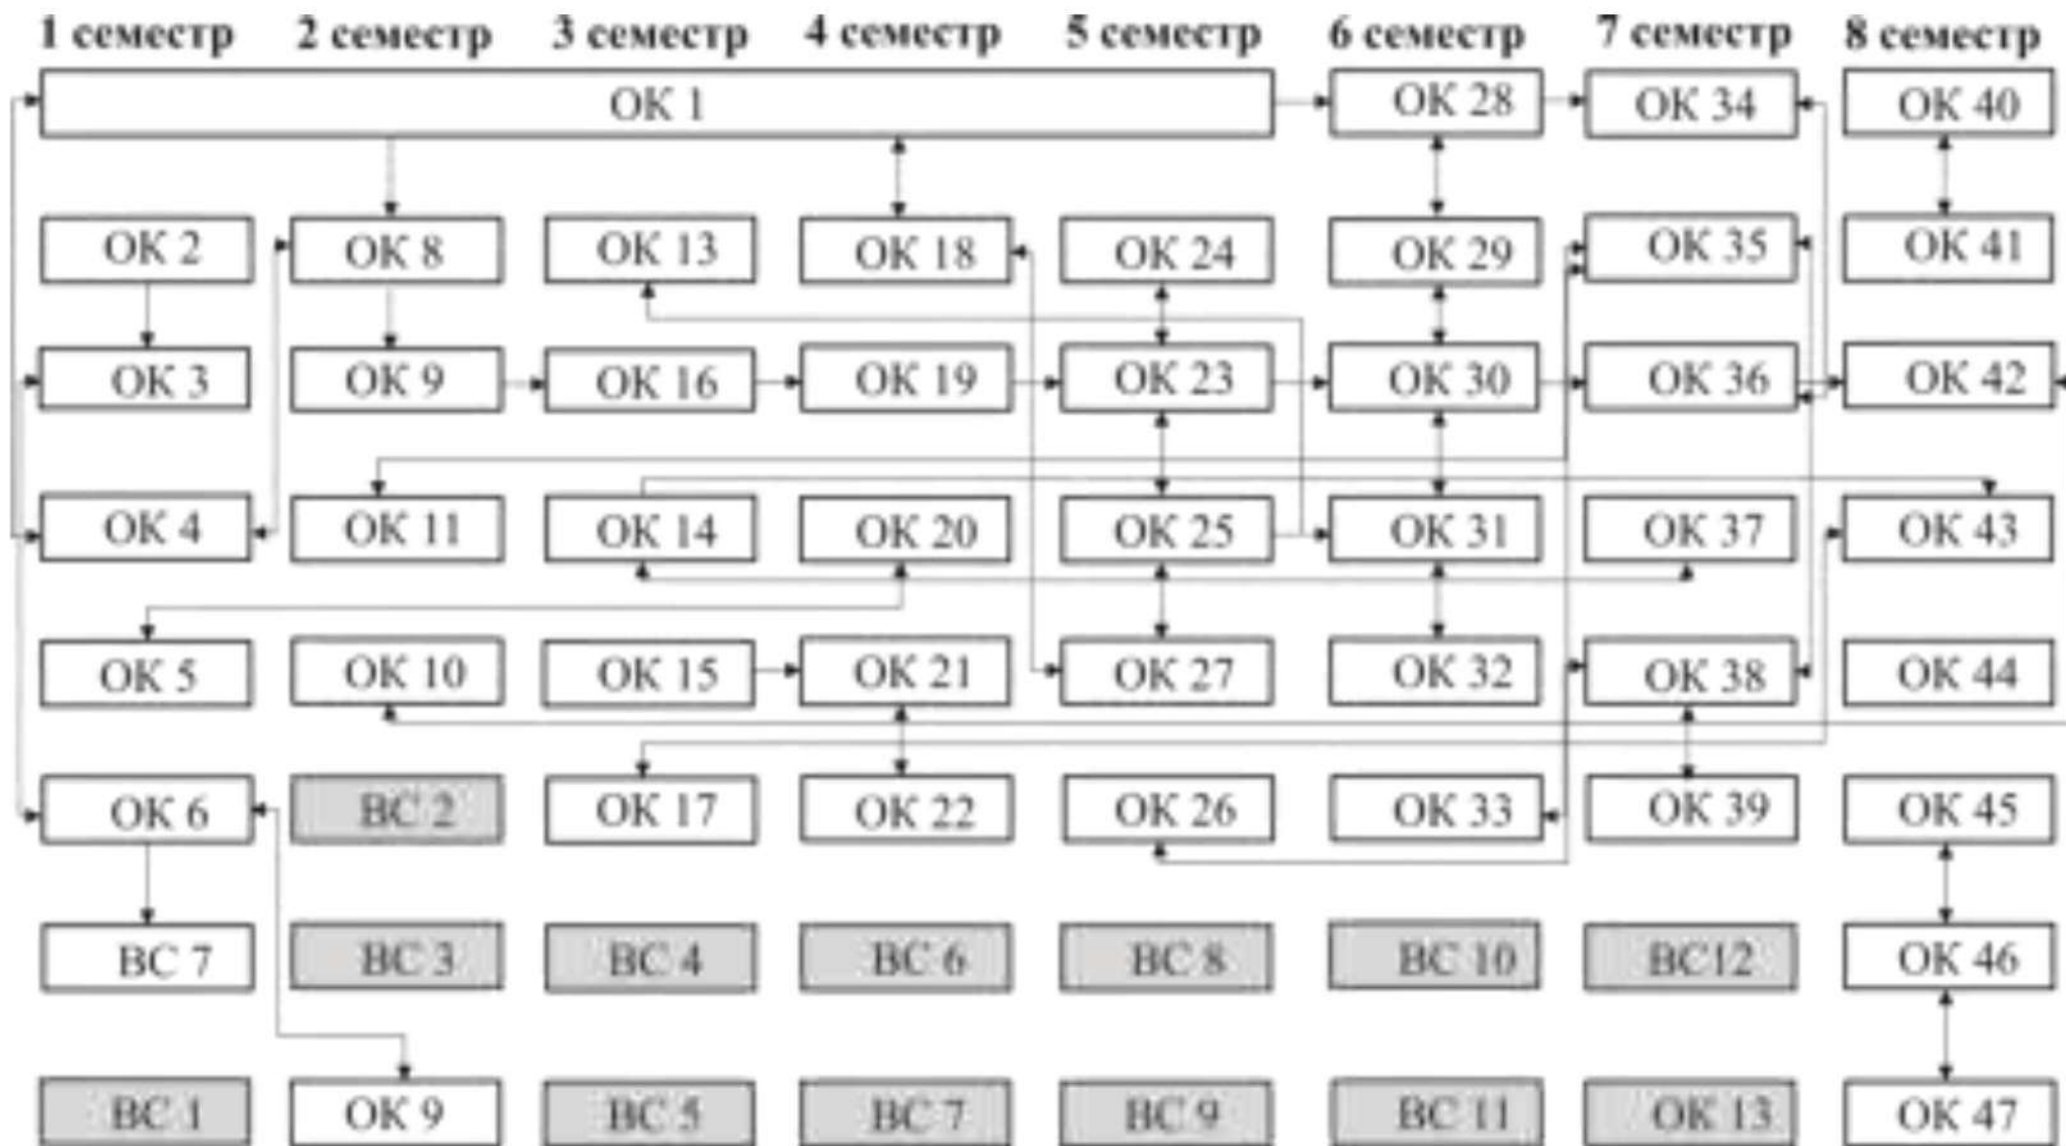 1 семестр 2 семестр 3 семестр 4 семестр 5 семестр 6 семестр 7 семестр 8 семестр
ОК 1 ОК 28 ОК 34 ОК 40
ОК 2 ОК 8 ОК 13 ОК 18 ОК 24 ОК 29 ОК 35 ОК 41
ОК 3 ОК 9 ОК 16 ОК 19 ОК 23 ОК 30 ОК 36 ОК 42
ОК 4 ОК 11 ОК 14 ОК 20 ОК 25 ОК 31 ОК 37 ОК 43
ОК 5 ОК 10 ОК 15 ОК 21 ОК 27 ОК 32 ОК 38 ОК 44
ОК 6 ВС 2 ОК 17 ОК 22 ОК 26 ОК 33 ОК 39 ОК 45
ВС 7 ВС 3 ВС 4 ВС 6 ВС 8 ВС 10 ВС12 ОК 46
ВС 1 ОК 9 ВС 5 ВС 7 ВС 9 ВС 11 ОК 13 ОК 47